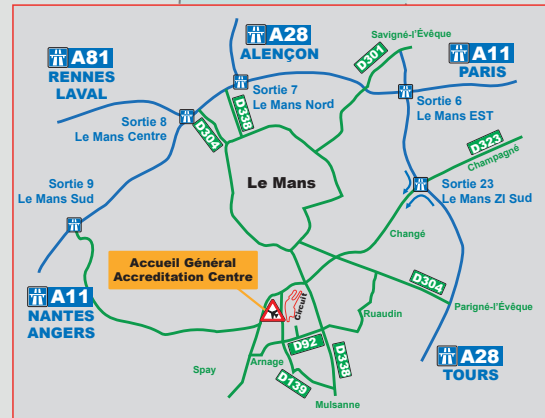 A28
ALENÇON
Savigné-l'Évêque
A81
RENNES
LAVAL
D301
A11
PARIS
Sortie 7
Le Mans Nord
Sortie 6
Le Mans EST
Sortie 8
Le Mans Centre
D338
D304
D323
Champagné
Le Mans
Sortie 9
Le Mans Sud
Sortie 23
Le Mans ZI Sud
Changé
Accueil Général
Accreditation Centre
D304
A11
NANTES
ANGERS
Circuit
Ruaudin
Parigné-l'Évêque
D92
D338
Arnage
Spay
D139
Mulsanne
A28
TOURS